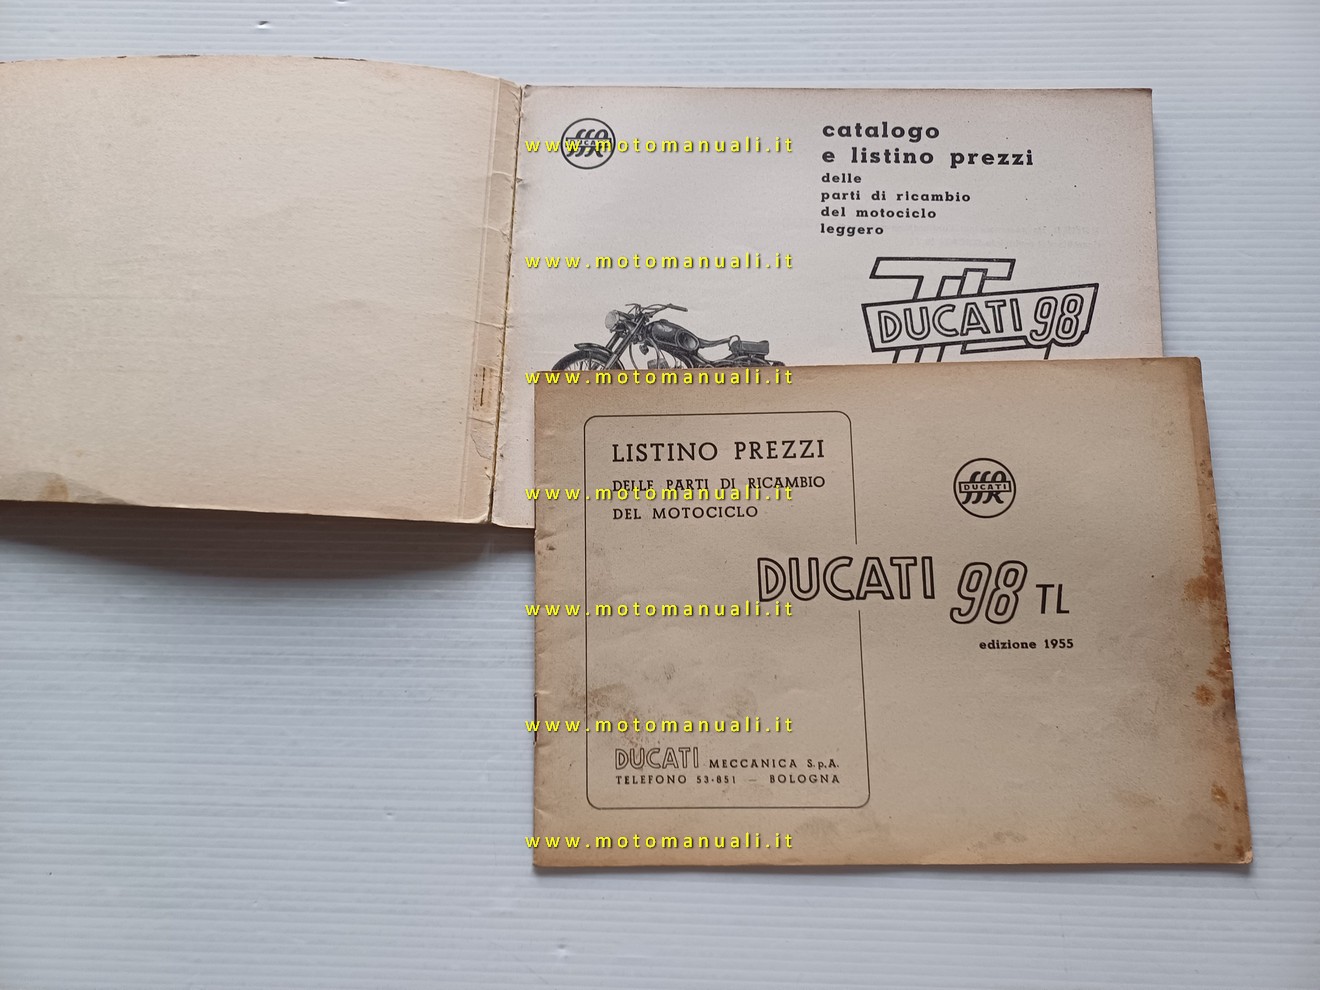 DUCATI
catalogo
e listino prezzi
delle
parti di ricambio
del motociclo
leggero
DUCATI 98
LISTINO PREZZI
DELLE PARTI DI RICAMBIO
DEL MOTOCICLO
DUCATI
DUCATI 98 TL
edizione 1955
DUCATI MECCANICA S.p.A.
TELEFONO 53-851 — BOLOGNA
www.motomanuali.it
www.motomanuali.it
www.motomanuali.it
www.motomanuali.it
www.motomanuali.it
www.motomanuali.it
www.motomanuali.it